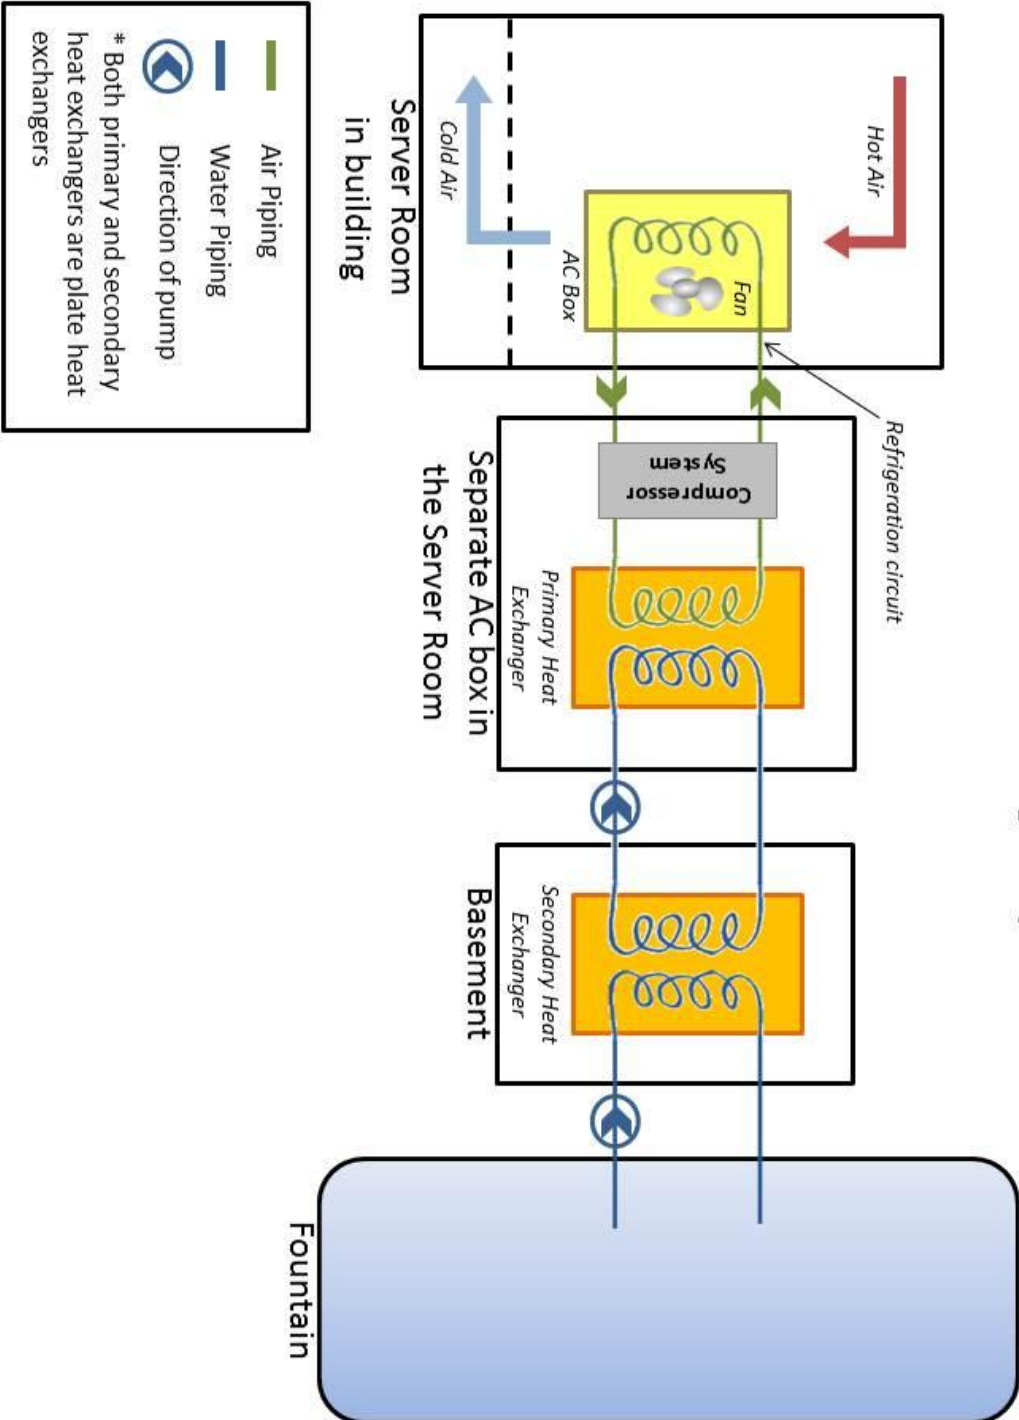 Hot Air
Fan
AC Box
Cold Air
Server Room
in building
Refrigeration circuit
Compressor
System
Primary Heat
Exchanger
Separate AC box in
the Server Room
Secondary Heat
Exchanger
Basement
Fountain
Air Piping
Water Piping
Direction of pump
* Both primary and secondary
heat exchangers are plate heat
exchangers